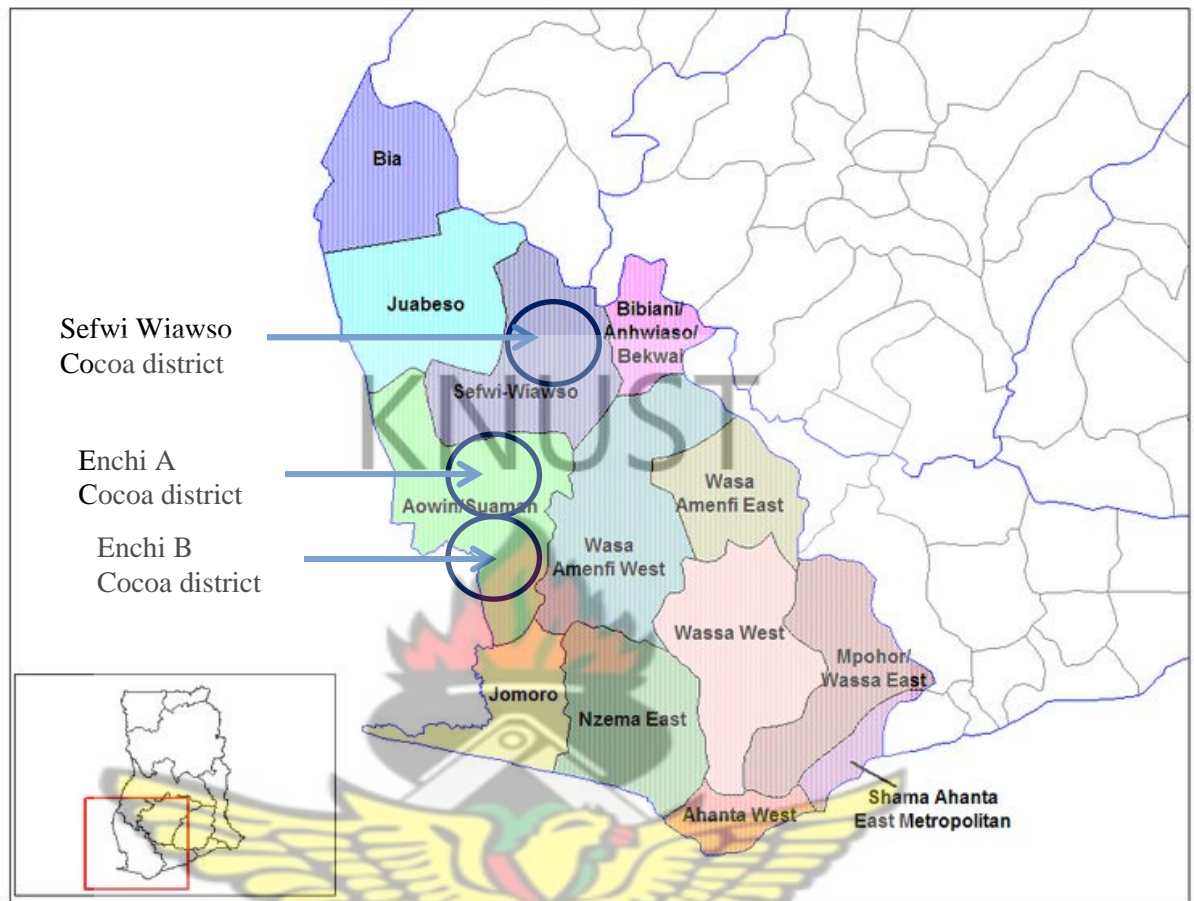 Bia
Juabeso
Sefwi Wiawso
Cocoa district
Bibiani/
Anhwiaso/
Bekwai
Sefwi-Wiawso
KNUST
Enchi A
Cocoa district
Aowin/Suaman
Wasa
Amenfi East
Enchi B
Cocoa district
Wasa
Amenfi West
Wassa West
Mpohor/
Wassa East
Jomoro
Nzema East
Shama Ahanta
East Metropolitan
Ahanta West